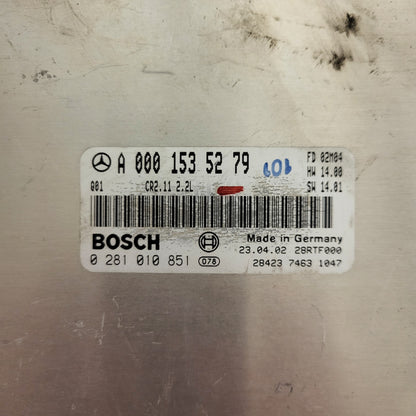 A 000 153 52 79 101 FD 02M04
HW 14.00
Q01 CR2.11 2.2L SW 14.01
BOSCH Made in Germany
23.04.02 28RTF000
0 281 010 851 078 28423 7463 1047